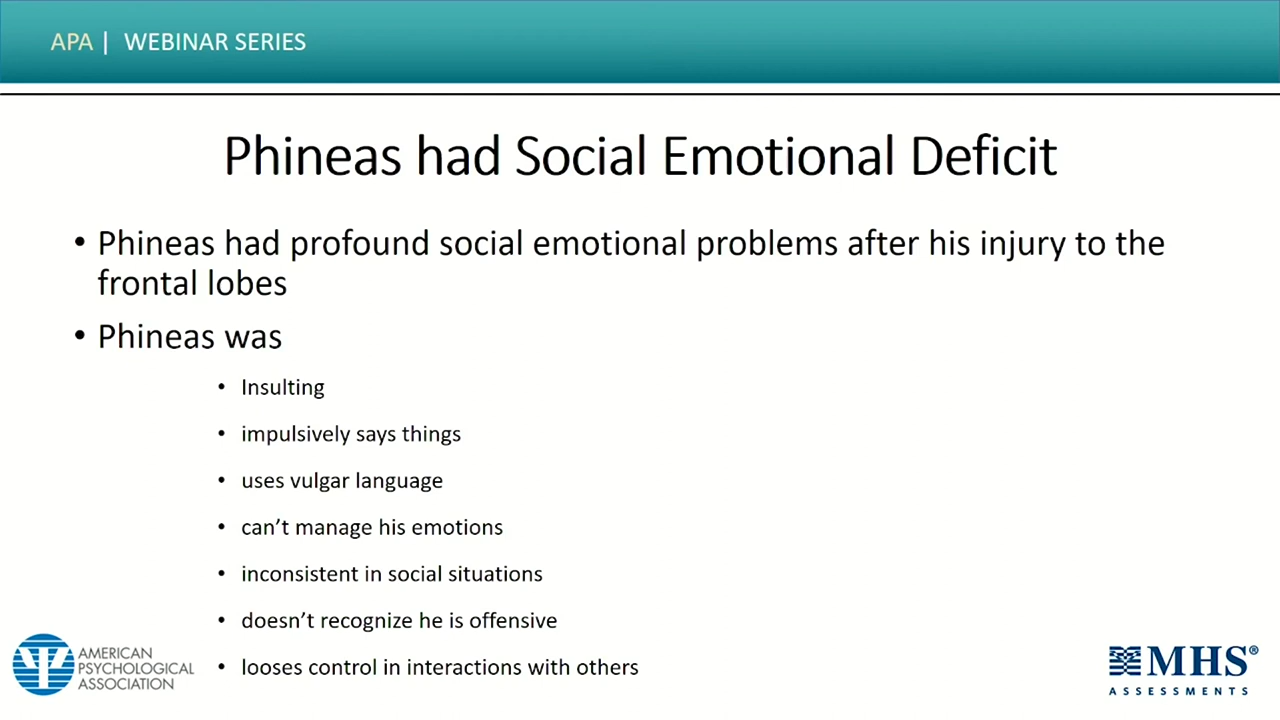 APA | WEBINAR SERIES
Phineas had Social Emotional Deficit
• Phineas had profound social emotional problems after his injury to the
frontal lobes
• Phineas was
• Insulting
• impulsively says things
• uses vulgar language
• can’t manage his emotions
• inconsistent in social situations
• doesn’t recognize he is offensive
• looses control in interactions with others
AMERICAN
PSYCHOLOGICAL
ASSOCIATION
MHS®
ASSESSMENTS